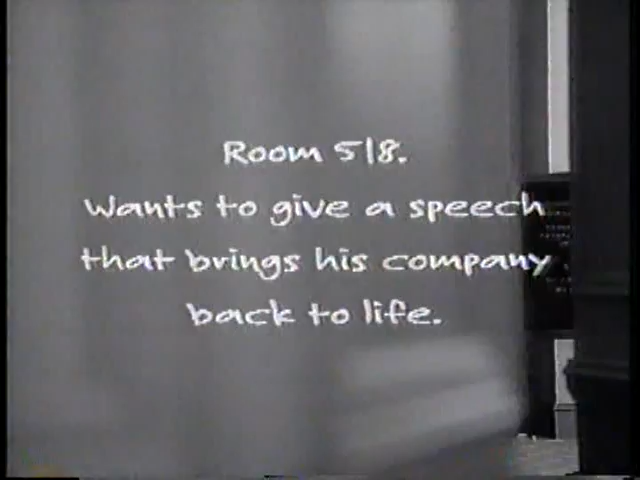 Room 518.
Wants to give a speech
that brings his company
back to life.